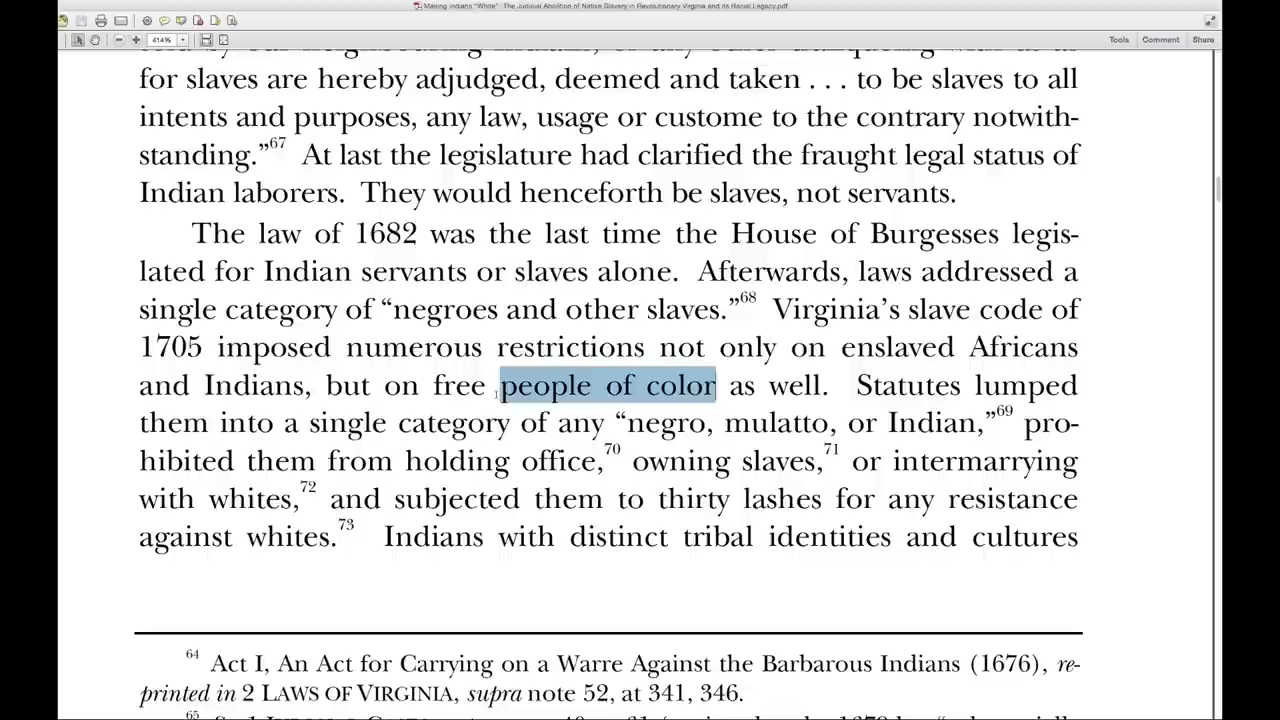 Making Indians "White": The Judicial Abolition of Native Slavery in Revolutionary Virginia and its Racial Legacy.pdf
414%
Tools Comment Share
for slaves are hereby adjudged, deemed and taken . . . to be slaves to all
intents and purposes, any law, usage or custome to the contrary notwith-
standing.”67 At last the legislature had clarified the fraught legal status of
Indian laborers. They would henceforth be slaves, not servants.
The law of 1682 was the last time the House of Burgesses legis-
lated for Indian servants or slaves alone. Afterwards, laws addressed a
single category of “negroes and other slaves.”68 Virginia’s slave code of
1705 imposed numerous restrictions not only on enslaved Africans
and Indians, but on free people of color as well. Statutes lumped
them into a single category of any “negro, mulatto, or Indian,”69 pro-
hibited them from holding office,70 owning slaves,71 or intermarrying
with whites,72 and subjected them to thirty lashes for any resistance
against whites.73 Indians with distinct tribal identities and cultures
64 Act I, An Act for Carrying on a Warre Against the Barbarous Indians (1676), re-
printed in 2 LAWS OF VIRGINIA, supra note 52, at 341, 346.
65